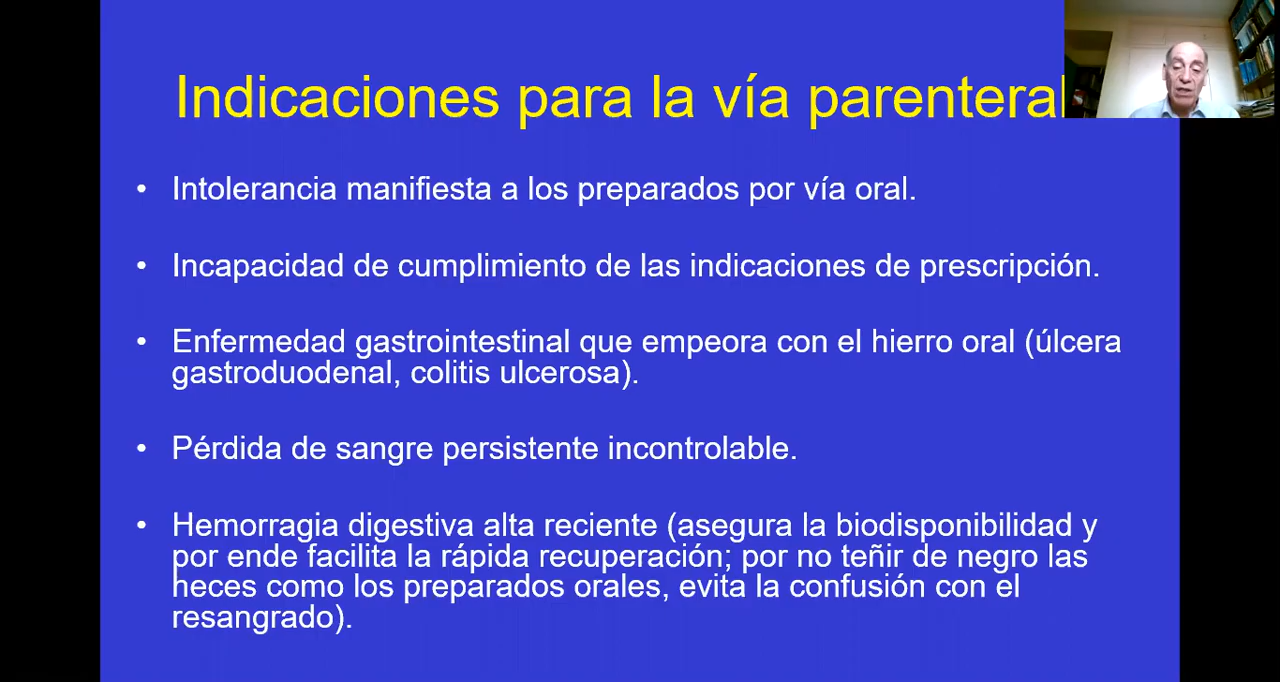 Indicaciones para la vía parenteral
• Intolerancia manifiesta a los preparados por vía oral.
• Incapacidad de cumplimiento de las indicaciones de prescripción.
• Enfermedad gastrointestinal que empeora con el hierro oral (úlcera
gastroduodenal, colitis ulcerosa).
• Pérdida de sangre persistente incontrolable.
• Hemorragia digestiva alta reciente (asegura la biodisponibilidad y
por ende facilita la rápida recuperación; por no teñir de negro las
heces como los preparados orales, evita la confusión con el
resangrado).